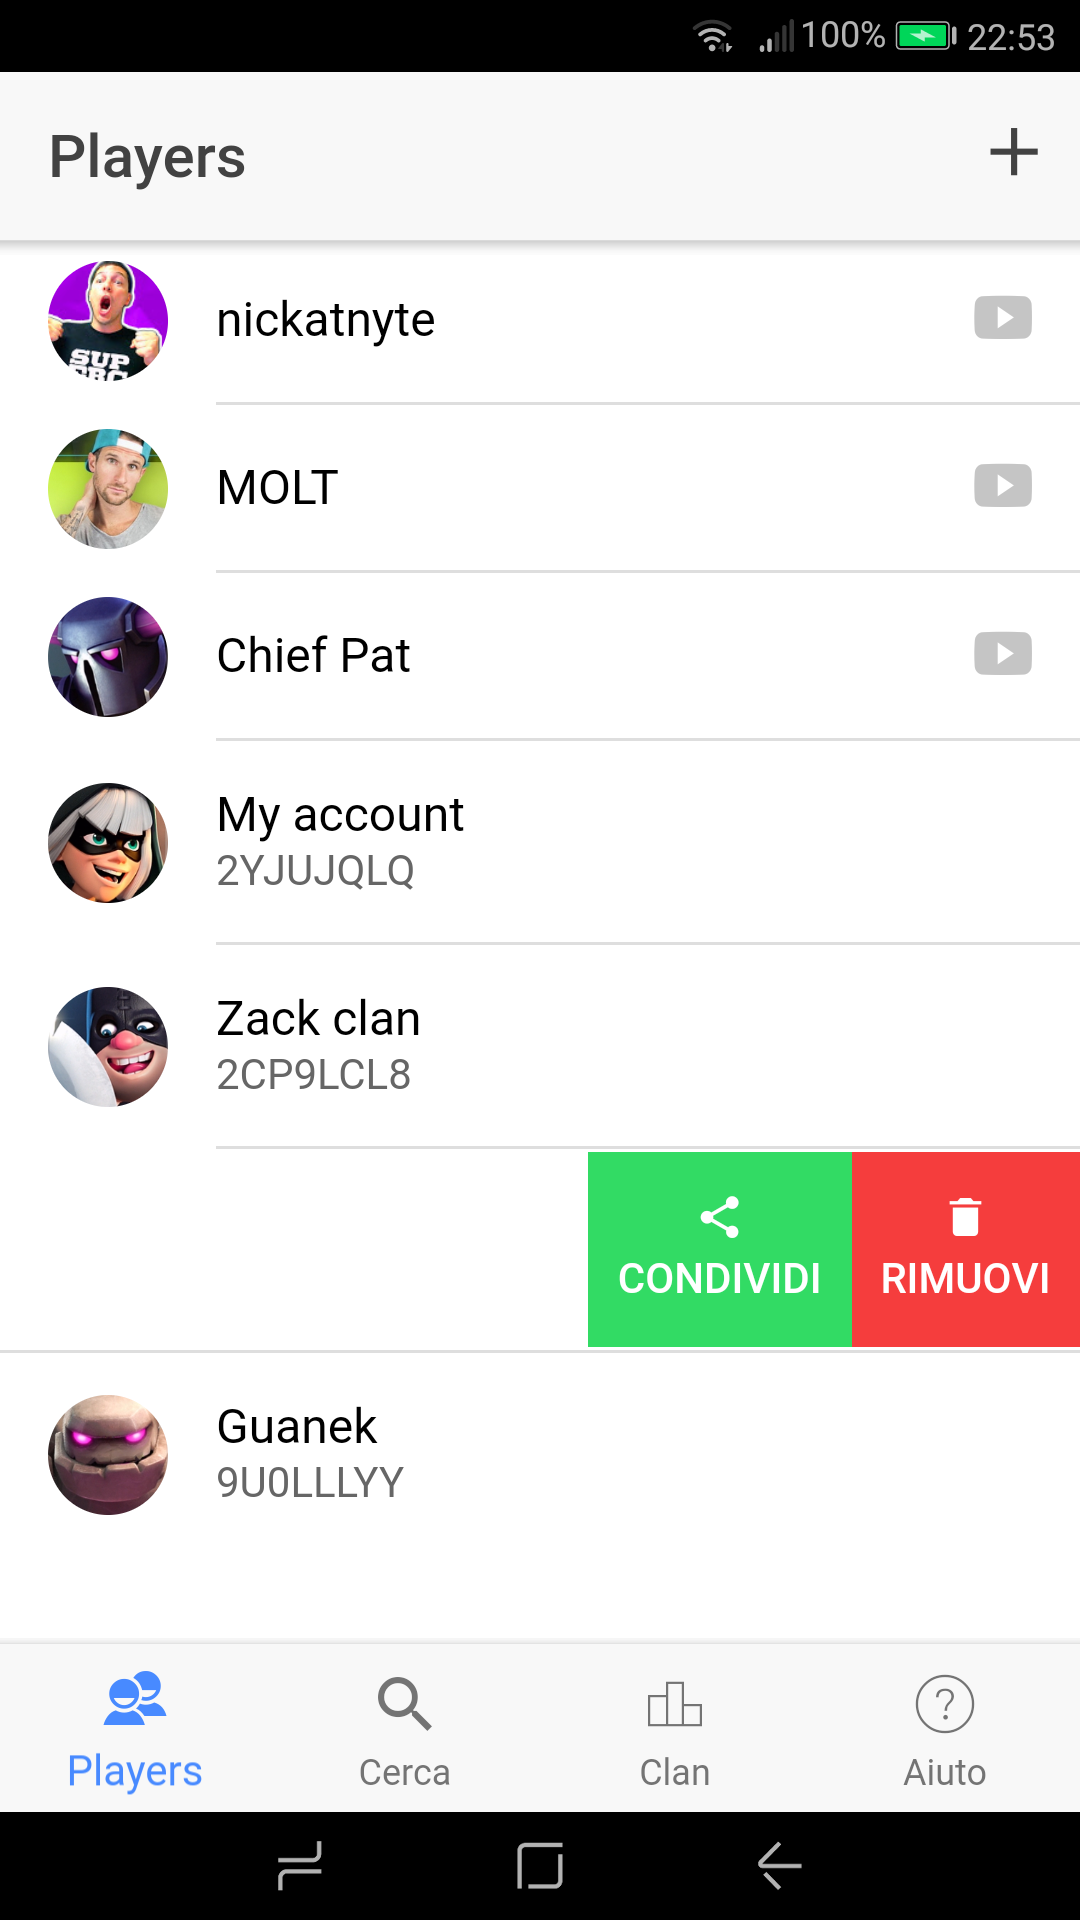 100% 22:53
Players
nickatnyte
SUP
MOLT
Chief Pat
My account
2YJUJQLQ
Zack clan
2CP9LCL8
CONDIVIDI RIMUOVI
Guanek
9U0LLLYY
Players Cerca Clan Aiuto